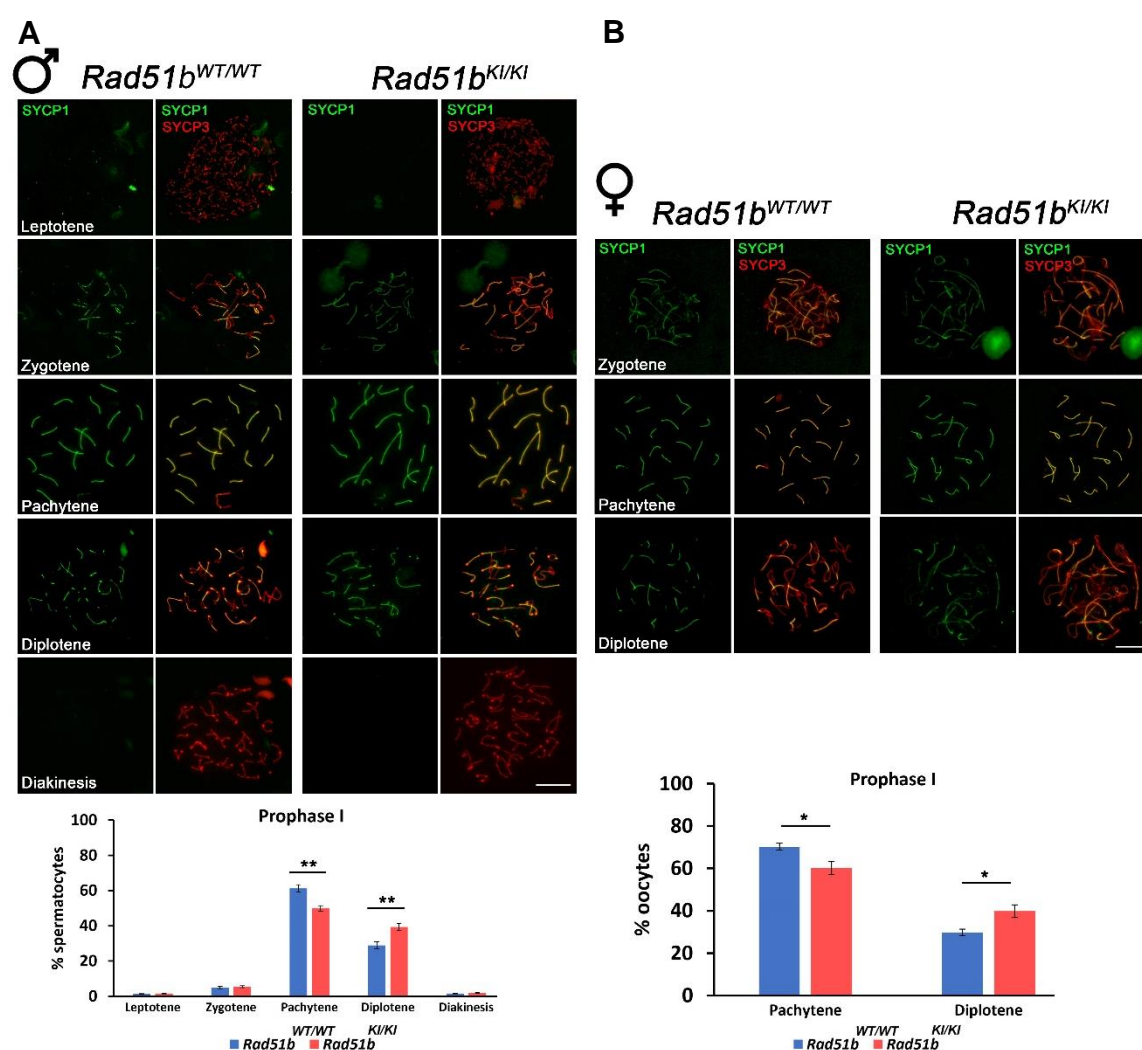 A
♂ Rad51b^WT/WT Rad51b^KI/KI
SYCP1 SYCP1 SYCP1 SYCP1
SYCP3 SYCP3
Leptotene
Zygotene
Pachytene
Diplotene
Diakinesis
Prophase I
% spermatocytes
100
80
60
40
20
0
** **
Leptotene Zygotene Pachytene Diplotene Diakinesis
Rad51b^WT/WT Rad51b^KI/KI
B
♀ Rad51b^WT/WT Rad51b^KI/KI
SYCP1 SYCP1 SYCP1 SYCP1
SYCP3 SYCP3
Zygotene
Pachytene
Diplotene
Prophase I
% oocytes
100
80
60
40
20
0
* *
Pachytene Diplotene
Rad51b^WT/WT Rad51b^KI/KI